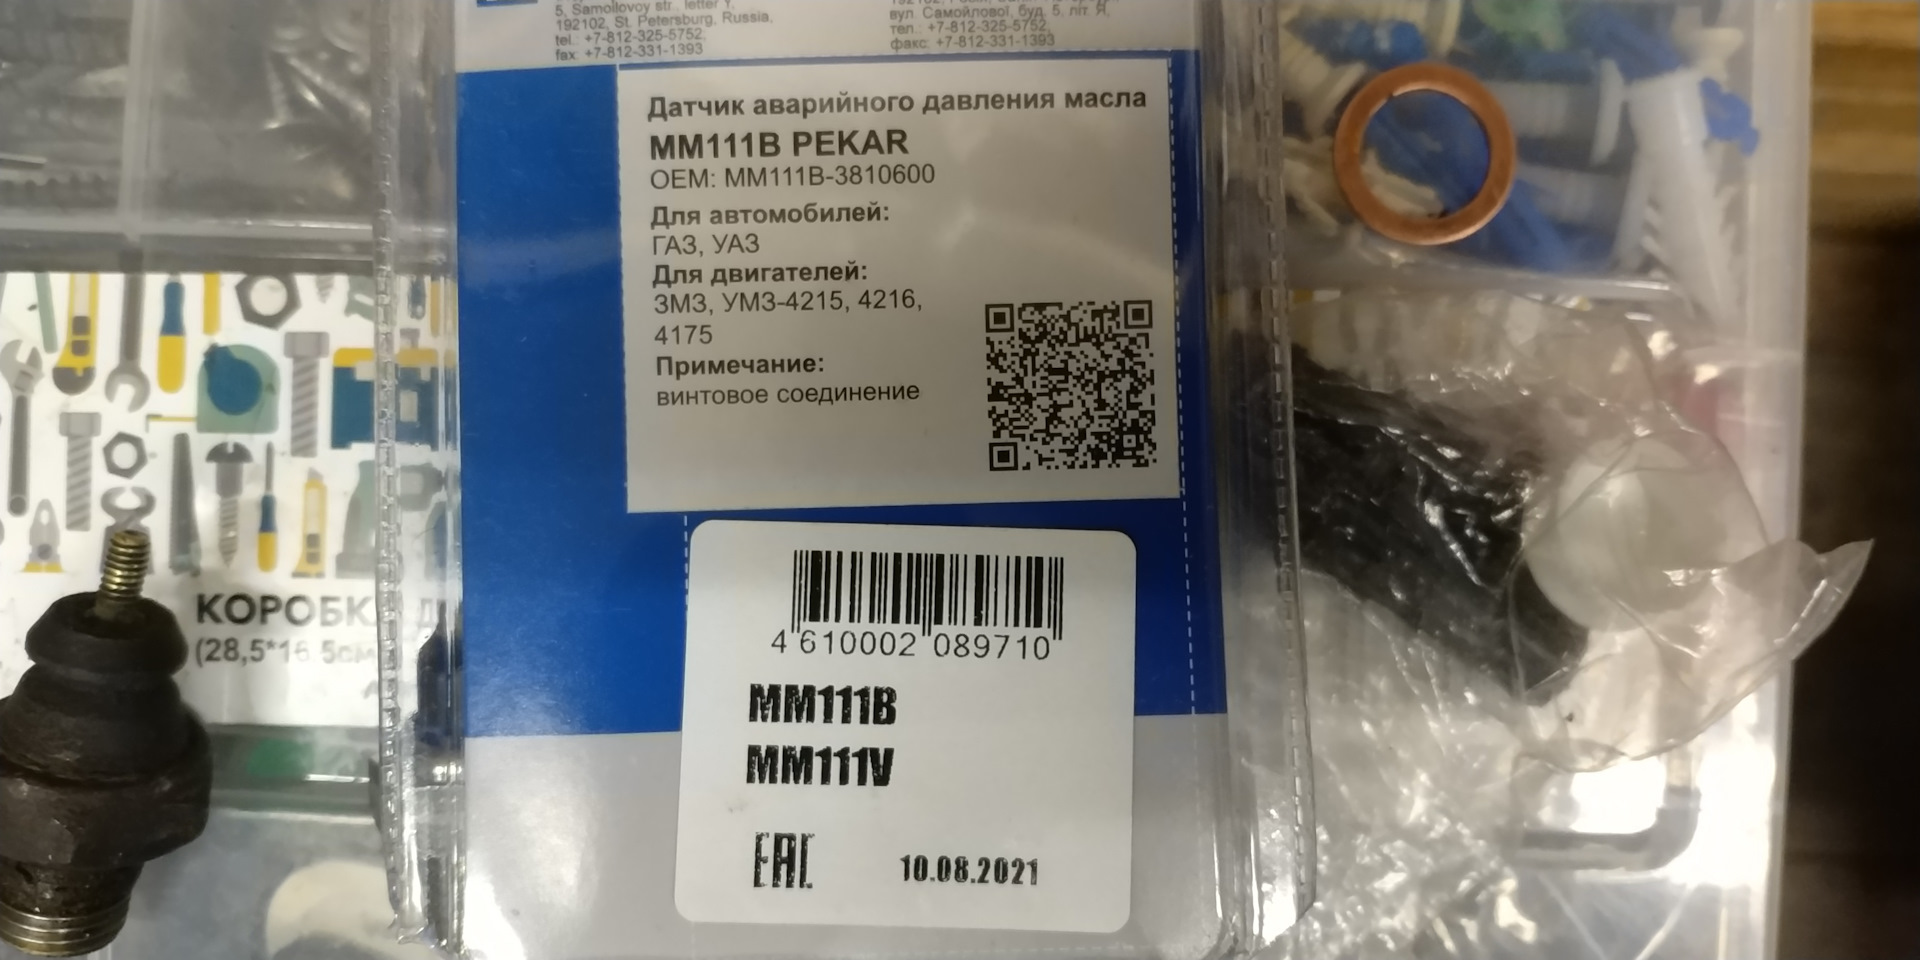 5, Samoilovoy str., letter Y,
192102, St. Petersburg, Russia,
tel.: +7-812-325-5752,
fax: +7-812-331-1393
вул. Самойлової, буд. 5, літ. Я,
тел.: +7-812-325-5752,
факс: +7-812-331-1393
Датчик аварийного давления масла
ММ111В PEKAR
OEM: ММ111В-3810600
Для автомобилей:
ГАЗ, УАЗ
Для двигателей:
ЗМЗ, УМЗ-4215, 4216,
4175
Примечание:
винтовое соединение
4 610002 089710
MM111B
MM111V
EAC
10.08.2021
КОРОБК
(28,5*16,5см